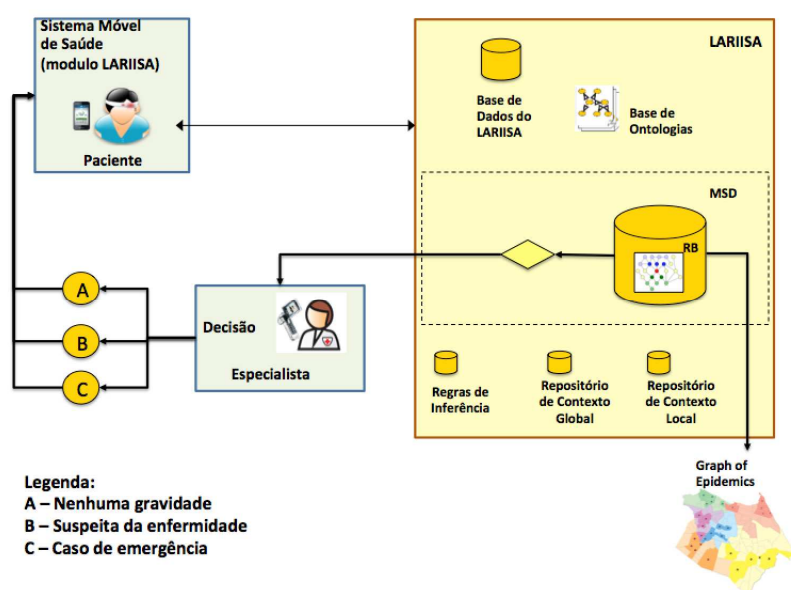 Sistema Móvel
de Saúde
(modulo LARIISA)
Paciente
LARIISA
Base de
Dados do
LARIISA
Base de
Ontologias
MSD
RB
A
B
C
Decisão
Especialista
Regras de
Inferência
Repositório
de Contexto
Global
Repositório
de Contexto
Local
Graph of
Epidemics
Legenda:
A – Nenhuma gravidade
B – Suspeita da enfermidade
C – Caso de emergência